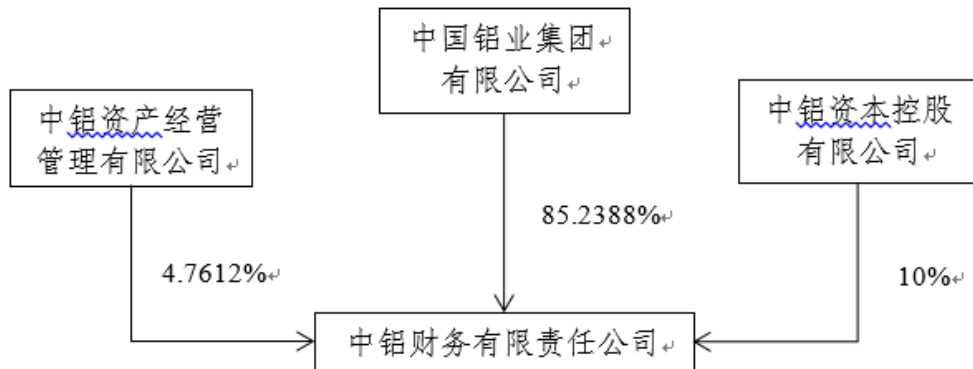 中国铝业集团
有限公司
中铝资产经营
管理有限公司
中铝资本控股
有限公司
85.2388%
4.7612%
10%
中铝财务有限责任公司